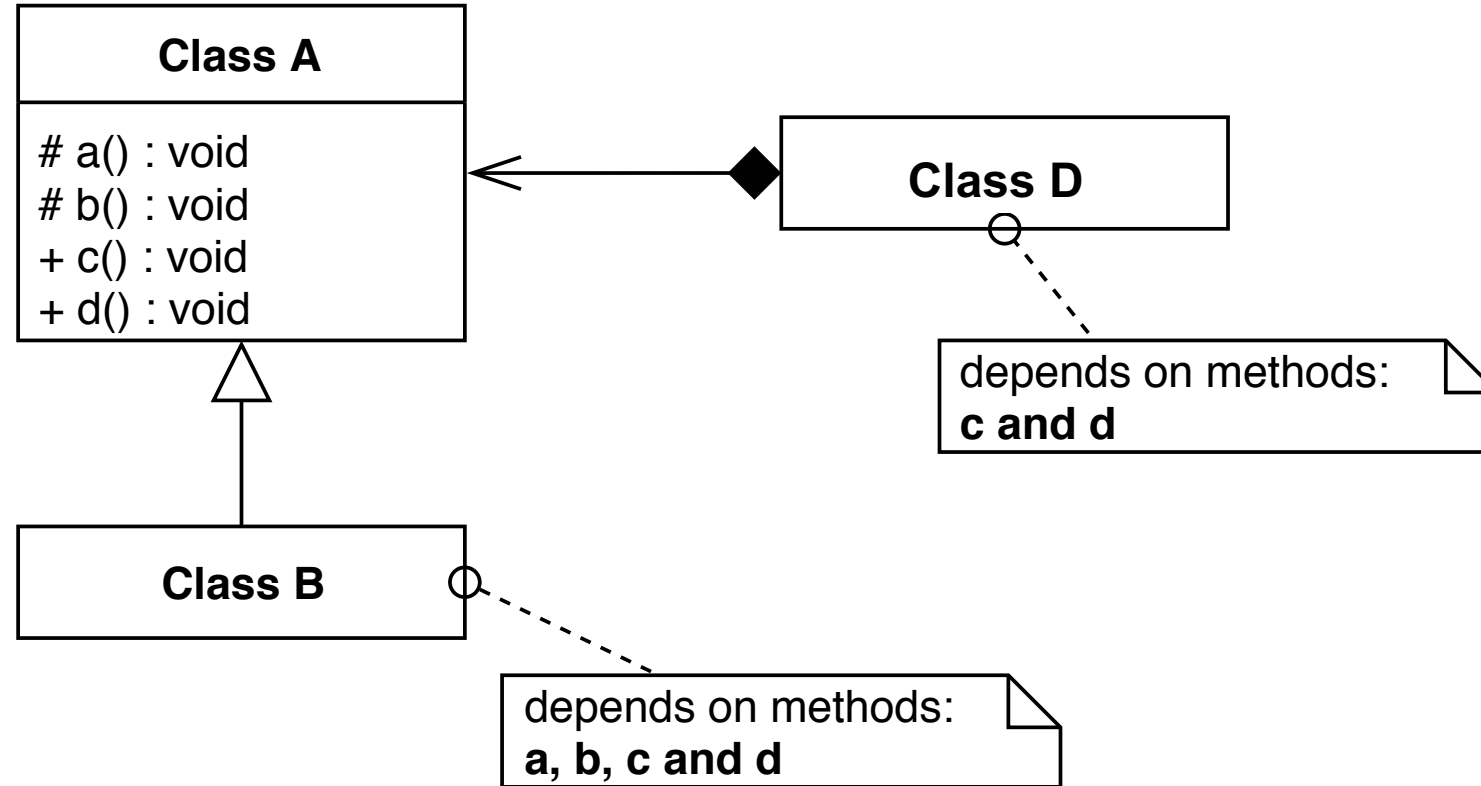 Class A
# a() : void
# b() : void
+ c() : void
+ d() : void
Class D
depends on methods:
c and d
Class B
depends on methods:
a, b, c and d